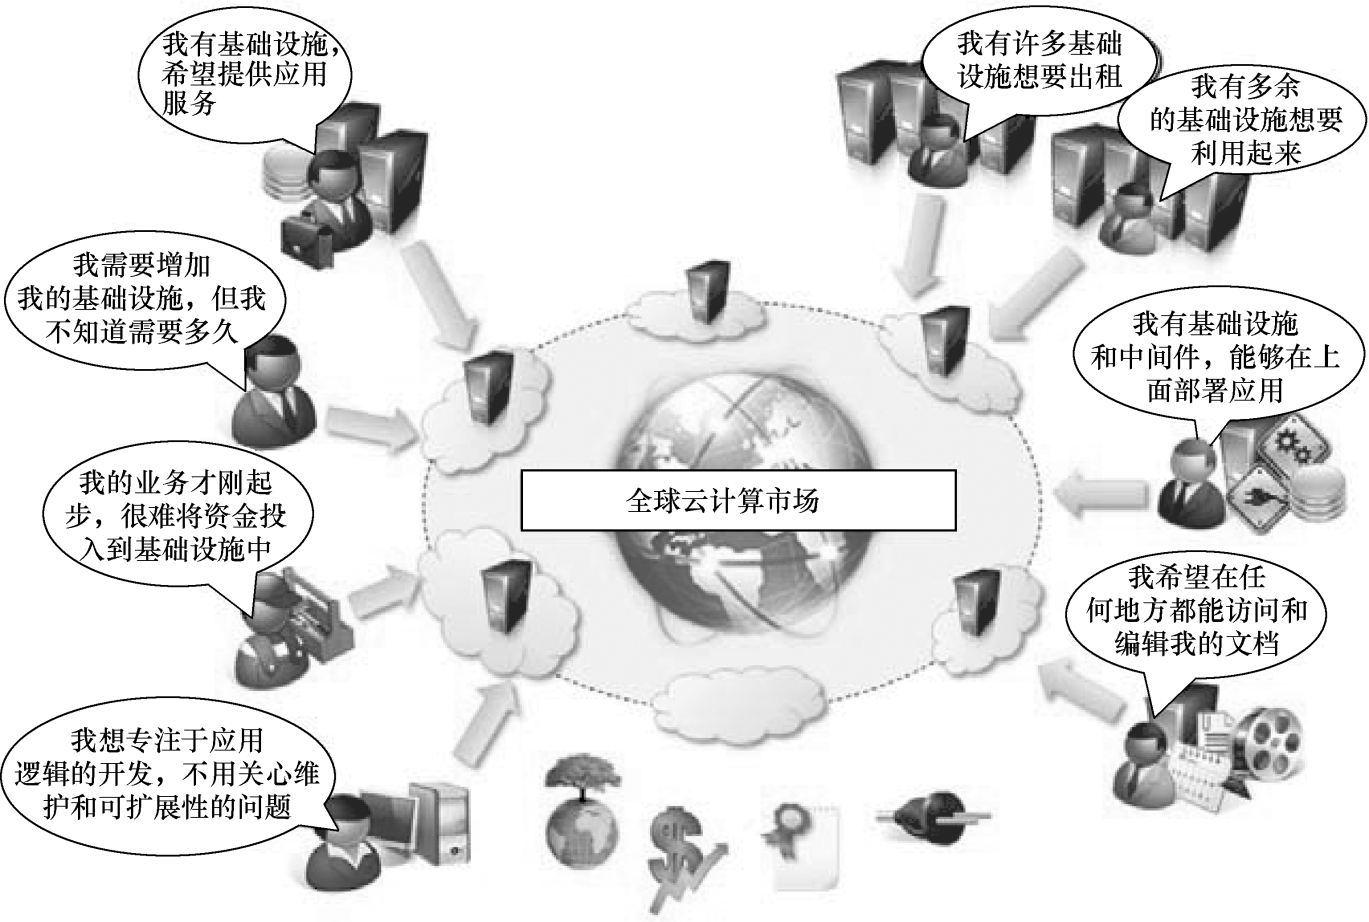 我有基础设施,
希望提供应用
服务
我有许多基础
设施想要出租
我有多余
的基础设施想要
利用起来
我需要增加
我的基础设施，但我
不知道需要多久
我有基础设施
和中间件，能够在上
面部署应用
全球云计算市场
我的业务才刚起
步，很难将资金投
入到基础设施中
我希望在任
何地方都能访问和
编辑我的文档
我想专注于应用
逻辑的开发，不用关心维
护和可扩展性的问题